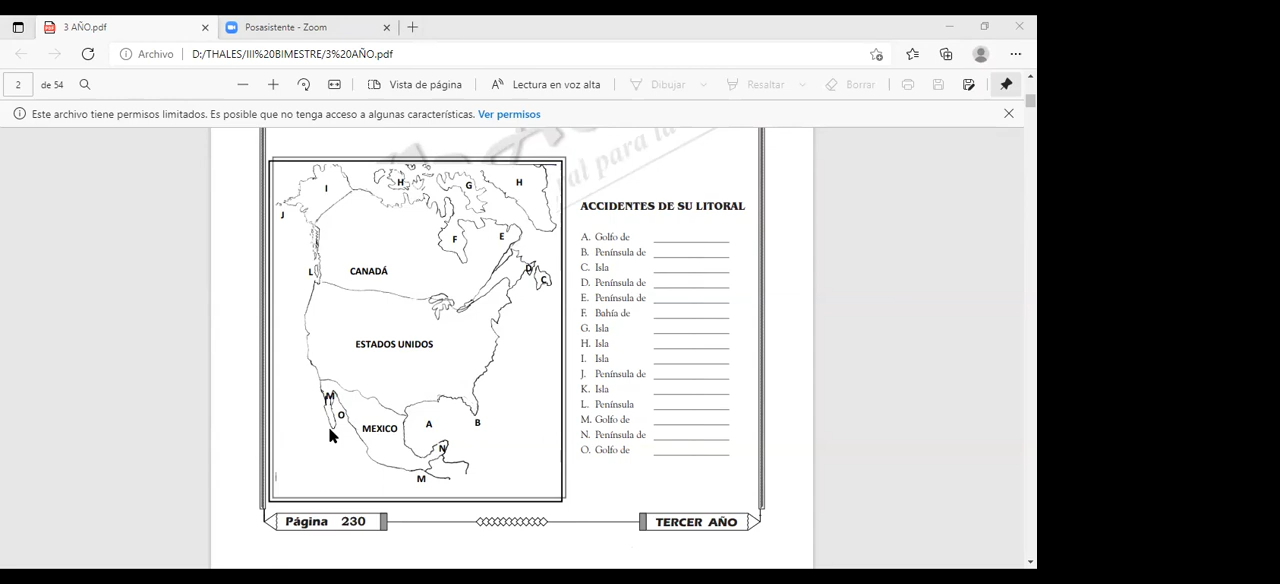 3 AÑO.pdf
Posasistente - Zoom
Archivo D:/THALES/III%20BIMESTRE/3%20AÑO.pdf
2 de 54
Vista de página
Lectura en voz alta
Dibujar
Resaltar
Borrar
Este archivo tiene permisos limitados. Es posible que no tenga acceso a algunas características. Ver permisos
al para la
I
H
G
H
J
F
E
L
CANADÁ
D
C
ESTADOS UNIDOS
M
O
MEXICO
A
B
N
M
ACCIDENTES DE SU LITORAL
A. Golfo de
B. Península de
C. Isla
D. Península de
E. Península de
F. Bahía de
G. Isla
H. Isla
I. Isla
J. Península de
K. Isla
L. Península
M. Golfo de
N. Península de
O. Golfo de
Página 230
TERCER AÑO